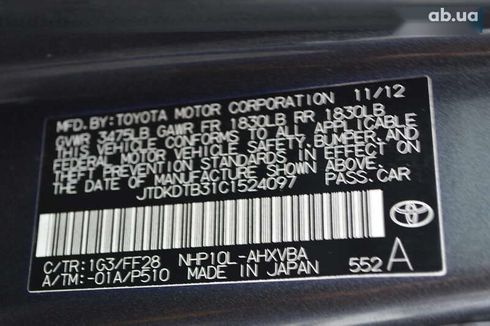 ab.ua
MFD.BY:TOYOTA MOTOR CORPORATION 11/12
GVWR 3475LB GAWR FR 1830LB RR 1830LB
THIS VEHICLE CONFORMS TO ALL APPLICABLE
FEDERAL MOTOR VEHICLE SAFETY, BUMPER, AND
THEFT PREVENTION STANDARDS IN EFFECT ON
THE DATE OF MANUFACTURE SHOWN ABOVE.
JTDKDTB31C1524097 PASS.CAR
C/TR:1G3/FF28 NHP10L-AHXVBA
A/TM:-01A/P510 MADE IN JAPAN 552 A
TOYOTA